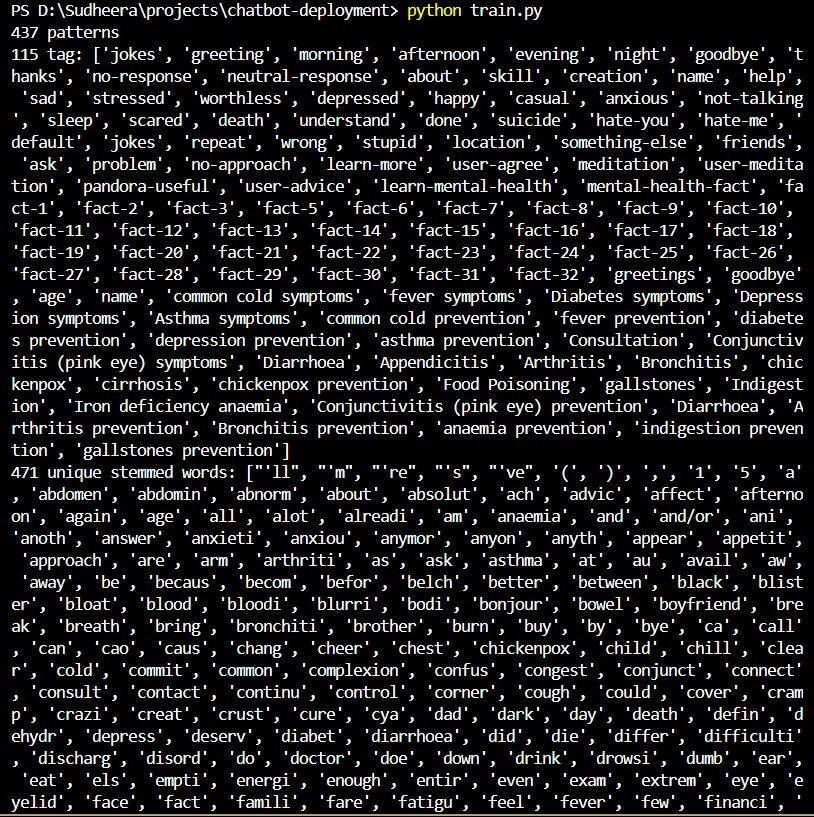 PS D:\Sudheera\projects\chatbot-deployment> python train.py
437 patterns
115 tag: ['jokes', 'greeting', 'morning', 'afternoon', 'evening', 'night', 'goodbye', 't
hanks', 'no-response', 'neutral-response', 'about', 'skill', 'creation', 'name', 'help',
 'sad', 'stressed', 'worthless', 'depressed', 'happy', 'casual', 'anxious', 'not-talking
', 'sleep', 'scared', 'death', 'understand', 'done', 'suicide', 'hate-you', 'hate-me', '
default', 'jokes', 'repeat', 'wrong', 'stupid', 'location', 'something-else', 'friends',
 'ask', 'problem', 'no-approach', 'learn-more', 'user-agree', 'meditation', 'user-medita
tion', 'pandora-useful', 'user-advice', 'learn-mental-health', 'mental-health-fact', 'fa
ct-1', 'fact-2', 'fact-3', 'fact-5', 'fact-6', 'fact-7', 'fact-8', 'fact-9', 'fact-10',
'fact-11', 'fact-12', 'fact-13', 'fact-14', 'fact-15', 'fact-16', 'fact-17', 'fact-18',
'fact-19', 'fact-20', 'fact-21', 'fact-22', 'fact-23', 'fact-24', 'fact-25', 'fact-26',
'fact-27', 'fact-28', 'fact-29', 'fact-30', 'fact-31', 'fact-32', 'greetings', 'goodbye'
, 'age', 'name', 'common cold symptoms', 'fever symptoms', 'Diabetes symptoms', 'Depress
ion symptoms', 'Asthma symptoms', 'common cold prevention', 'fever prevention', 'diabete
s prevention', 'depression prevention', 'asthma prevention', 'Consultation', 'Conjunctiv
itis (pink eye) symptoms', 'Diarrhoea', 'Appendicitis', 'Arthritis', 'Bronchitis', 'chic
kenpox', 'cirrhosis', 'chickenpox prevention', 'Food Poisoning', 'gallstones', 'Indigest
ion', 'Iron deficiency anaemia', 'Conjunctivitis (pink eye) prevention', 'Diarrhoea', 'A
rthritis prevention', 'Bronchitis prevention', 'anaemia prevention', 'indigestion preven
tion', 'gallstones prevention']
471 unique stemmed words: ["'ll", "'m", "'re", "'s", "'ve", '(', ')', ',', '1', '5', 'a'
, 'abdomen', 'abdomin', 'abnorm', 'about', 'absolut', 'ach', 'advic', 'affect', 'afterno
on', 'again', 'age', 'all', 'alot', 'alreadi', 'am', 'anaemia', 'and', 'and/or', 'ani',
'anoth', 'answer', 'anxieti', 'anxiou', 'anymor', 'anyon', 'anyth', 'appear', 'appetit',
 'approach', 'are', 'arm', 'arthriti', 'as', 'ask', 'asthma', 'at', 'au', 'avail', 'aw',
 'away', 'be', 'becaus', 'becom', 'befor', 'belch', 'better', 'between', 'black', 'blist
er', 'bloat', 'blood', 'bloodi', 'blurri', 'bodi', 'bonjour', 'bowel', 'boyfriend', 'bre
ak', 'breath', 'bring', 'bronchiti', 'brother', 'burn', 'buy', 'by', 'bye', 'ca', 'call'
, 'can', 'cao', 'caus', 'chang', 'cheer', 'chest', 'chickenpox', 'child', 'chill', 'clea
r', 'cold', 'commit', 'common', 'complexion', 'confus', 'congest', 'conjunct', 'connect'
, 'consult', 'contact', 'continu', 'control', 'corner', 'cough', 'could', 'cover', 'cram
p', 'crazi', 'creat', 'crust', 'cure', 'cya', 'dad', 'dark', 'day', 'death', 'defin', 'd
ehydr', 'depress', 'deserv', 'diabet', 'diarrhoea', 'did', 'die', 'differ', 'difficulti'
, 'discharg', 'disord', 'do', 'doctor', 'doe', 'down', 'drink', 'drowsi', 'dumb', 'ear',
 'eat', 'els', 'empti', 'energi', 'enough', 'entir', 'even', 'exam', 'extrem', 'eye', 'e
yelid', 'face', 'fact', 'famili', 'fare', 'fatigu', 'feel', 'fever', 'few', 'financi', '